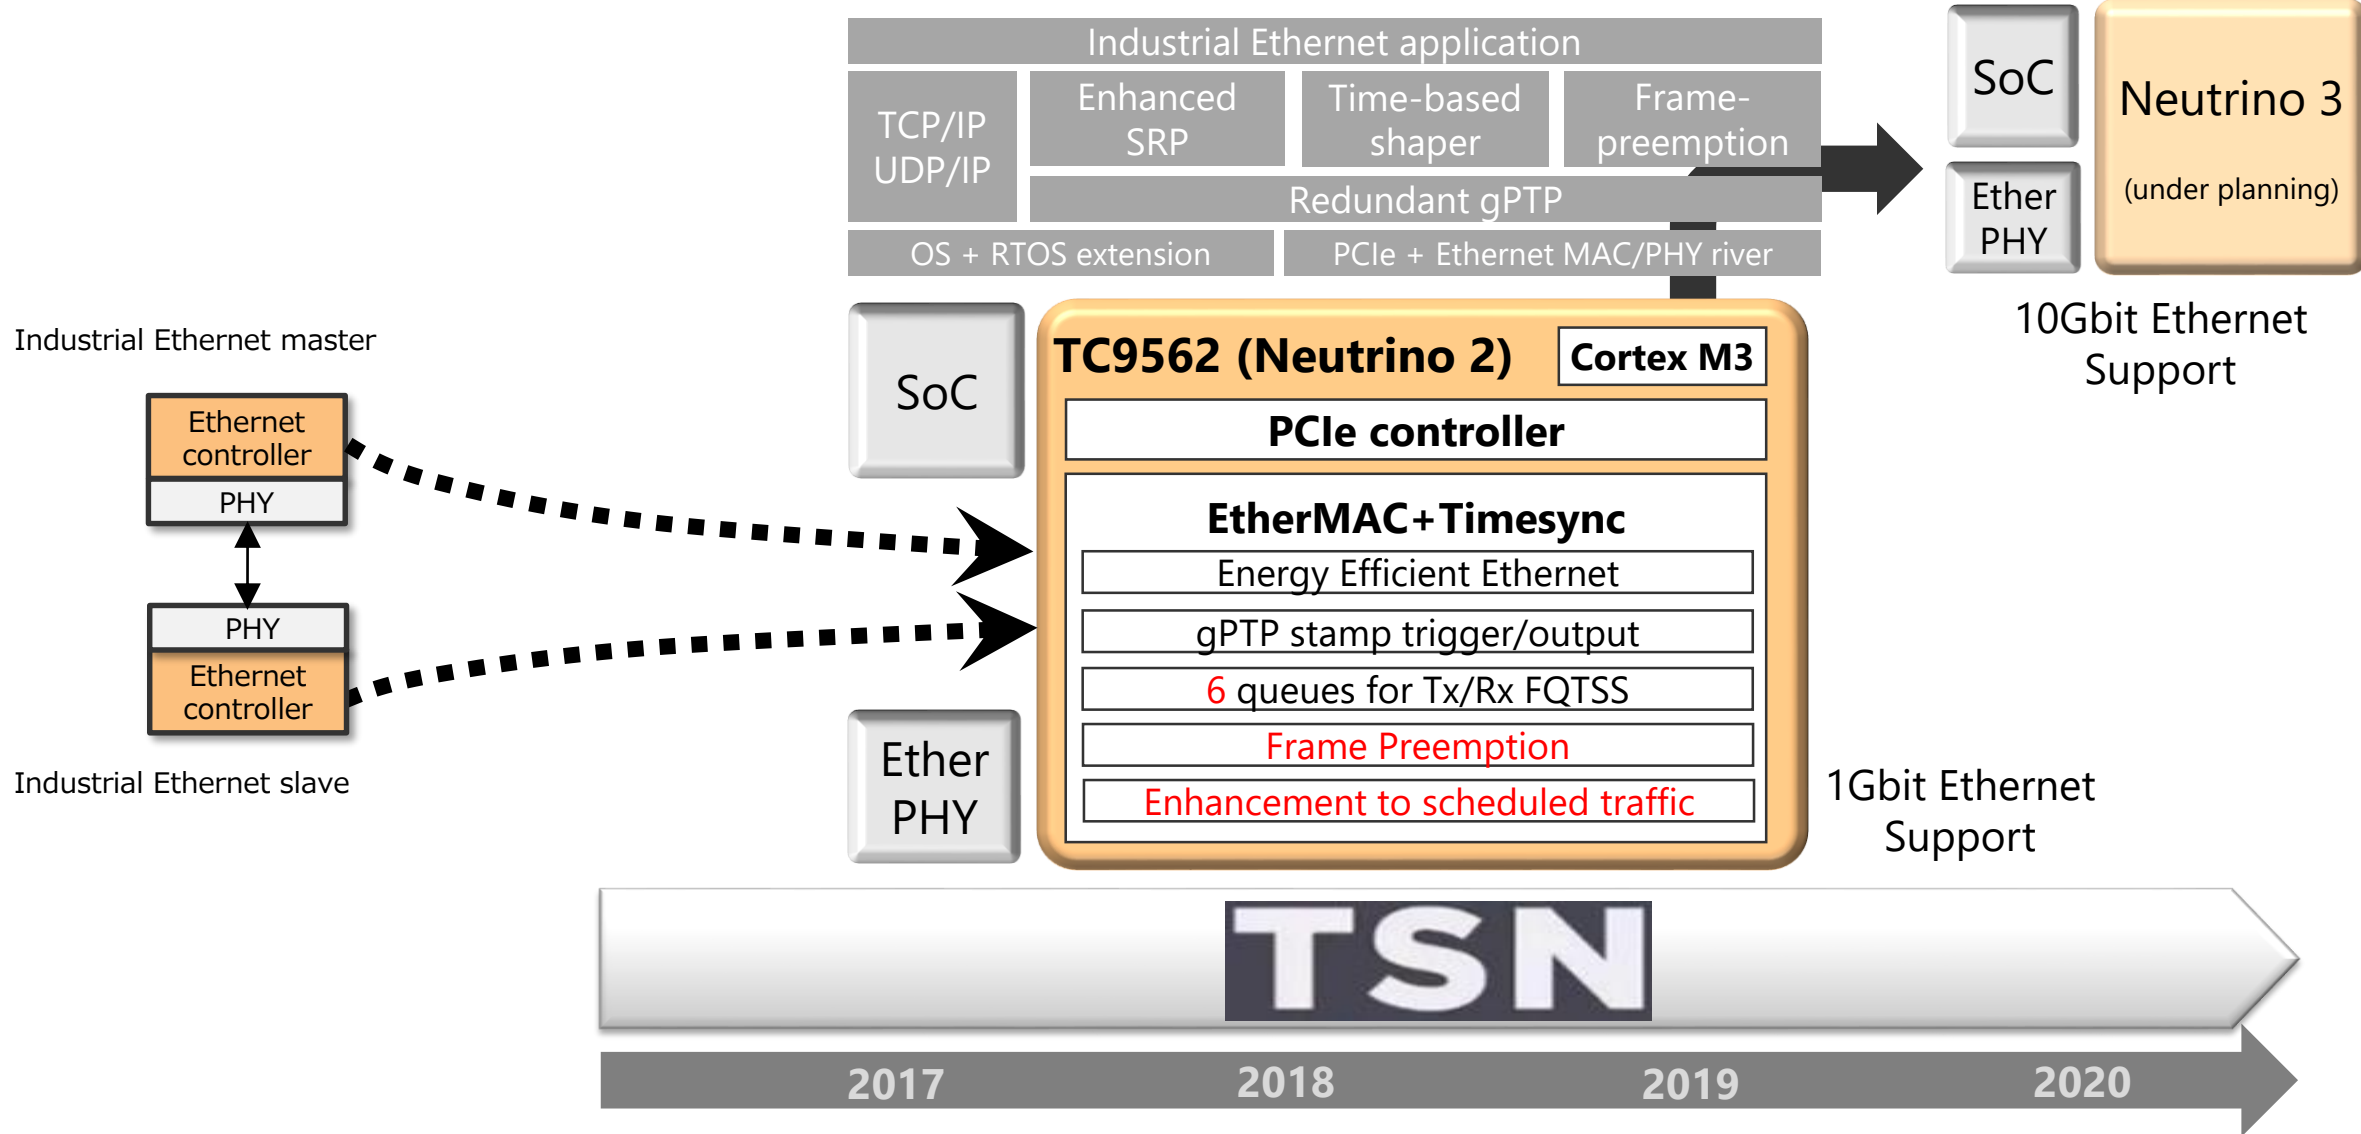 Industrial Ethernet application
TCP/IP
UDP/IP
Enhanced
SRP
Time-based
shaper
Frame-
preemption
Redundant gPTP
OS + RTOS extension
PCIe + Ethernet MAC/PHY river
SoC
Ether
PHY
Neutrino 3
(under planning)
10Gbit Ethernet
Support
Industrial Ethernet master
Ethernet
controller
PHY
PHY
Ethernet
controller
Industrial Ethernet slave
SoC
Ether
PHY
TC9562 (Neutrino 2)
Cortex M3
PCIe controller
EtherMAC+Timesync
Energy Efficient Ethernet
gPTP stamp trigger/output
6 queues for Tx/Rx FQTSS
Frame Preemption
Enhancement to scheduled traffic
1Gbit Ethernet
Support
TSN
2017
2018
2019
2020